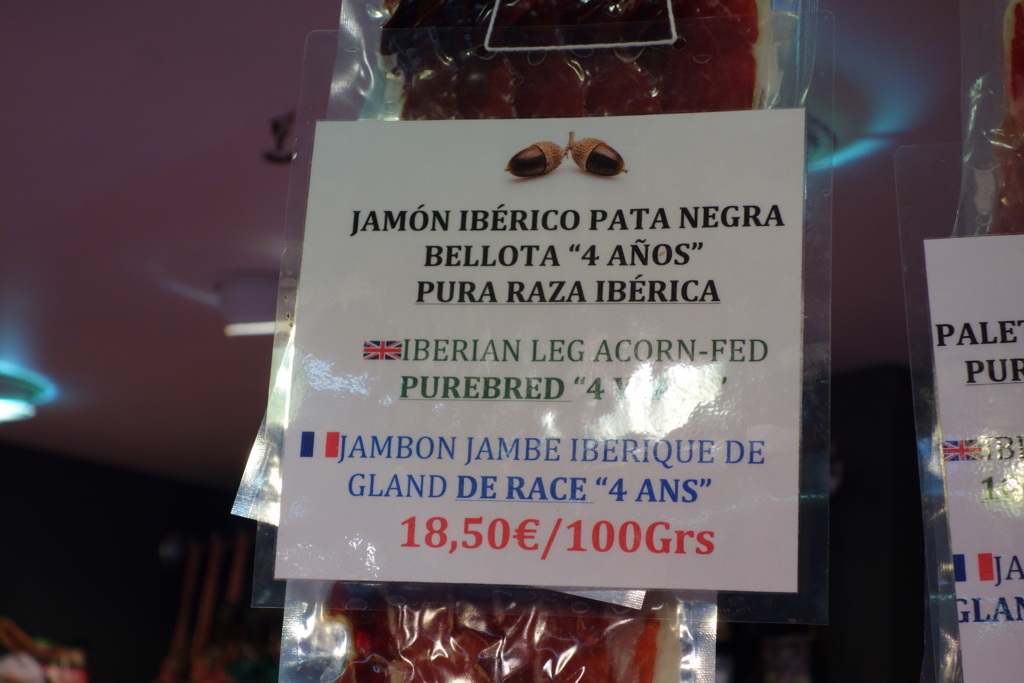 JAMÓN IBÉRICO PATA NEGRA
BELLOTA “4 AÑOS”
PURA RAZA IBÉRICA
IBERIAN LEG ACORN-FED
PUREBRED “4
JAMBON JAMBE IBERIQUE DE
GLAND DE RACE “4 ANS”
18,50€/100Grs